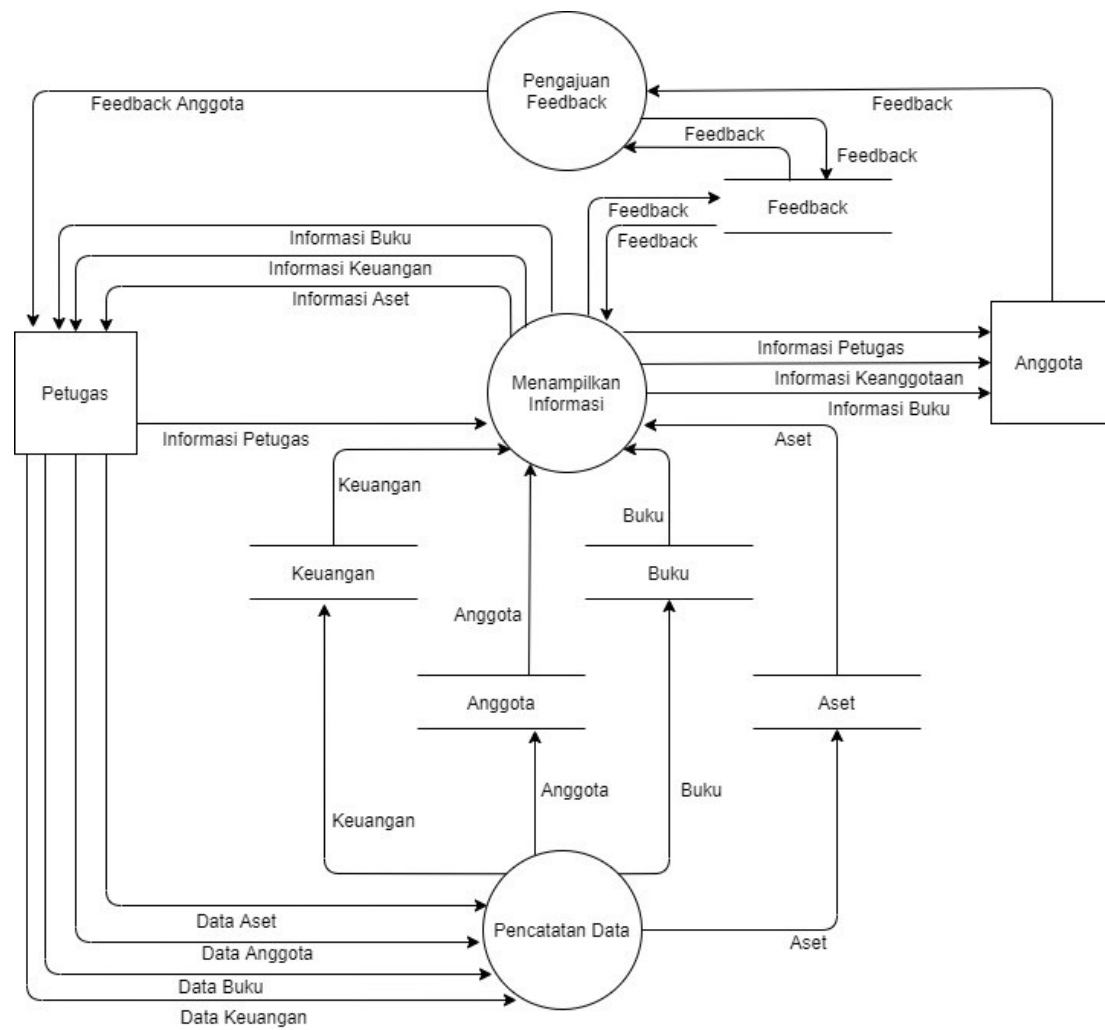 Pengajuan
Feedback
Feedback Anggota
Feedback
Feedback
Feedback
Feedback
Feedback
Feedback
Informasi Buku
Informasi Keuangan
Informasi Aset
Petugas
Menampilkan
Informasi
Informasi Petugas
Informasi Keanggotaan
Informasi Buku
Anggota
Informasi Petugas
Aset
Keuangan
Buku
Keuangan
Buku
Anggota
Anggota
Aset
Anggota
Buku
Keuangan
Pencatatan Data
Data Aset
Aset
Data Anggota
Data Buku
Data Keuangan